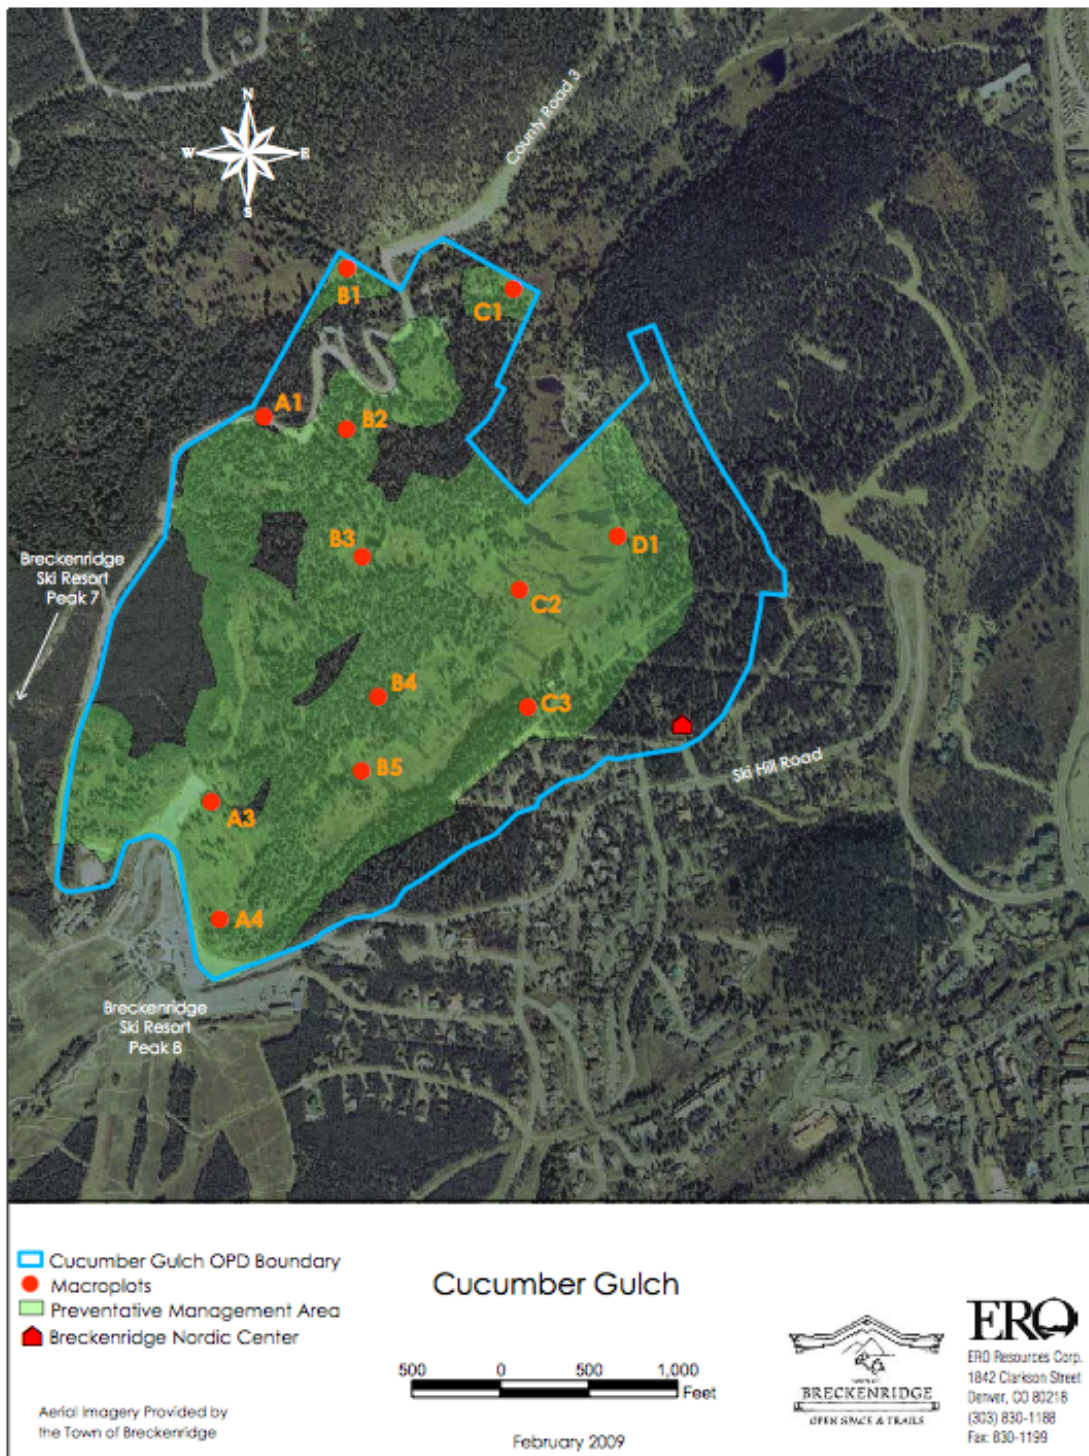 N
W E
S
County Road 3
B1
C1
A1
B2
B3
D1
C2
Breckenridge
Ski Resort
Peak 7
B4
C3
B5
Ski Hill Road
A3
A4
Breckenridge
Ski Resort
Peak 8
Cucumber Gulch OPD Boundary
Macroplots
Preventative Management Area
Breckenridge Nordic Center
Aerial Imagery Provided by
the Town of Breckenridge
Cucumber Gulch
500 0 500 1,000
Feet
February 2009
TOWN OF
BRECKENRIDGE
OPEN SPACE & TRAILS
ERO
ERO Resources Corp.
1842 Clarkson Street
Denver, CO 80218
(303) 830-1188
Fax: 830-1199